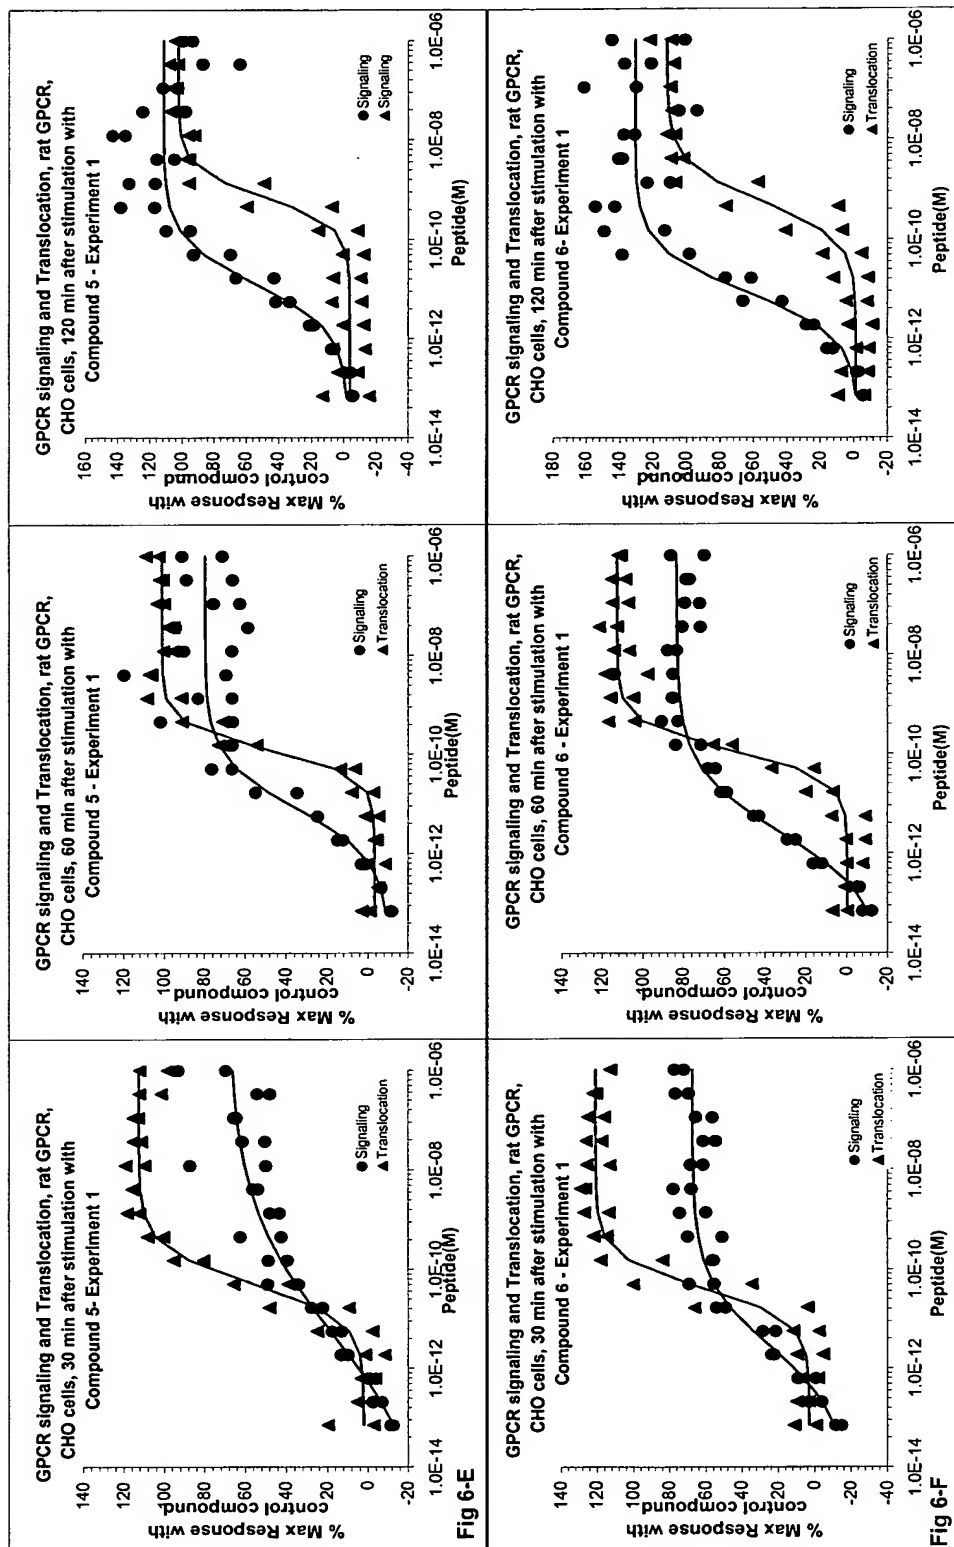 GPCR signaling and Translocation, rat GPCR,
CHO cells, 30 min after stimulation with
Compound 5- Experiment 1
% Max Response with
control compound
140
120
100
80
60
40
20
0
-20
1.0E-14
1.0E-12
1.0E-10
1.0E-08
1.0E-06
Peptide(M)
Signaling
Translocation
Fig 6-E
GPCR signaling and Translocation, rat GPCR,
CHO cells, 60 min after stimulation with
Compound 5 - Experiment 1
% Max Response with
control compound
140
120
100
80
60
40
20
0
-20
1.0E-14
1.0E-12
1.0E-10
1.0E-08
1.0E-06
Peptide(M)
Signaling
Translocation
GPCR signaling and Translocation, rat GPCR,
CHO cells, 120 min after stimulation with
Compound 5 - Experiment 1
% Max Response with
control compound
160
140
120
100
80
60
40
20
0
-20
-40
1.0E-14
1.0E-12
1.0E-10
1.0E-08
1.0E-06
Peptide(M)
Signaling
Signaling
GPCR signaling and Translocation, rat GPCR,
CHO cells, 30 min after stimulation with
Compound 6 - Experiment 1
% Max Response with
control compound
140
120
100
80
60
40
20
0
-20
-40
1.0E-14
1.0E-12
1.0E-10
1.0E-08
1.0E-06
Peptide(M)
Signaling
Translocation
Fig 6-F
GPCR signaling and Translocation, rat GPCR,
CHO cells, 60 min after stimulation with
Compound 6 - Experiment 1
% Max Response with
control compound
140
120
100
80
60
40
20
0
-20
1.0E-14
1.0E-12
1.0E-10
1.0E-08
1.0E-06
Peptide(M)
Signaling
Translocation
GPCR signaling and Translocation, rat GPCR,
CHO cells, 120 min after stimulation with
Compound 6- Experiment 1
% Max Response with
control compound
180
160
140
120
100
80
60
40
20
0
-20
1.0E-14
1.0E-12
1.0E-10
1.0E-08
1.0E-06
Peptide(M)
Signaling
Translocation